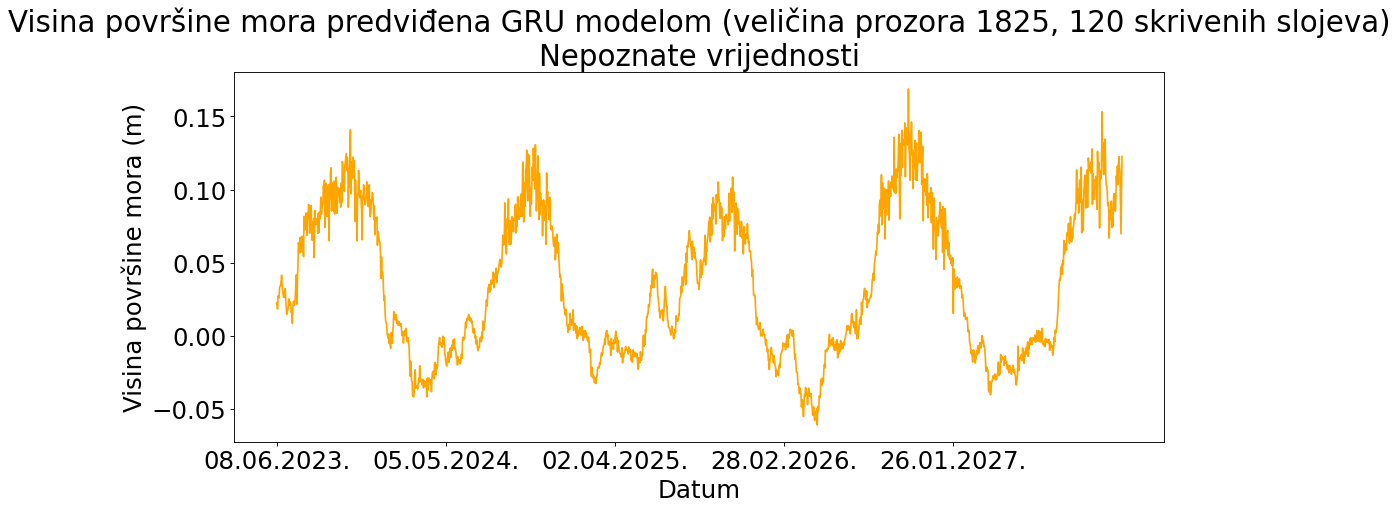 Visina površine mora predviđena GRU modelom (veličina prozora 1825, 120 skrivenih slojeva)
Nepoznate vrijednosti
Visina površine mora (m)
0.15
0.10
0.05
0.00
−0.05
08.06.2023. 05.05.2024. 02.04.2025. 28.02.2026. 26.01.2027.
Datum